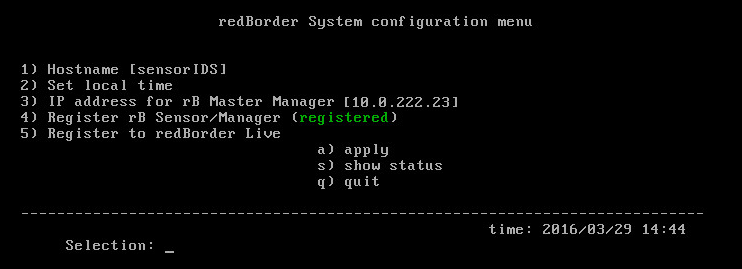 redBorder System configuration menu
1) Hostname [sensorIDS]
2) Set local time
3) IP address for rB Master Manager [10.0.222.23]
4) Register rB Sensor/Manager (registered)
5) Register to redBorder Live
a) apply
s) show status
q) quit
----------------------------------------------------------------------------
time: 2016/03/29 14:44
Selection: _